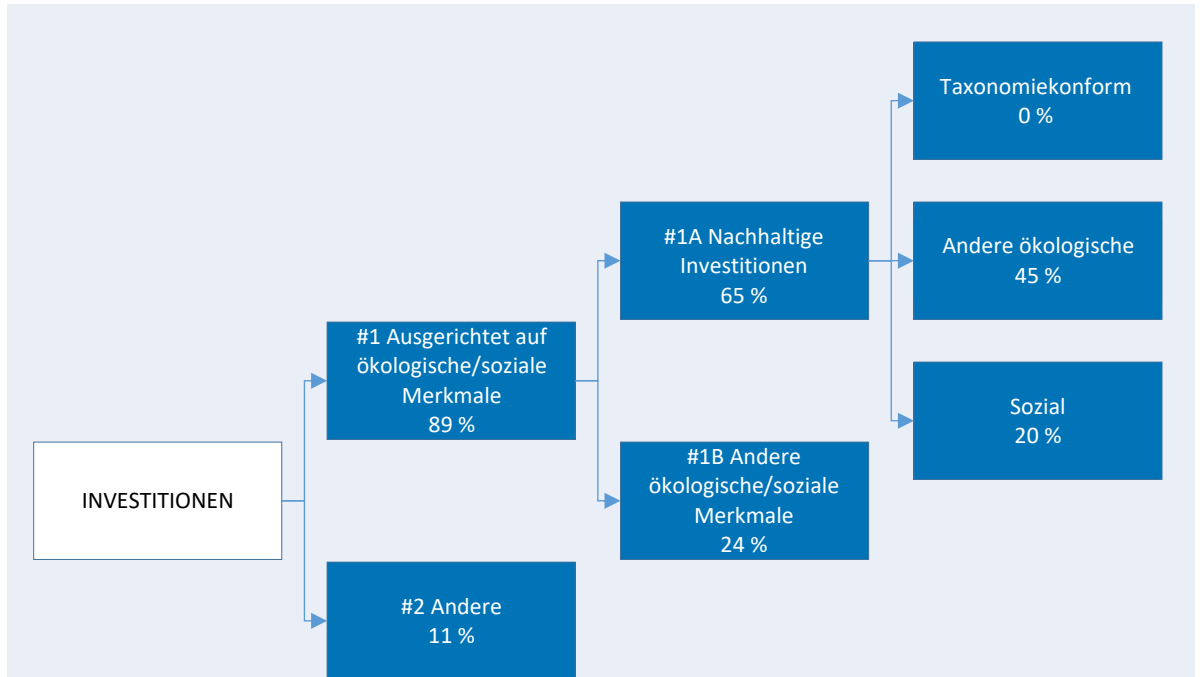 INVESTITIONEN
#1 Ausgerichtet auf
ökologische/soziale
Merkmale
89 %
#2 Andere
11 %
#1A Nachhaltige
Investitionen
65 %
#1B Andere
ökologische/soziale
Merkmale
24 %
Taxonomiekonform
0 %
Andere ökologische
45 %
Sozial
20 %